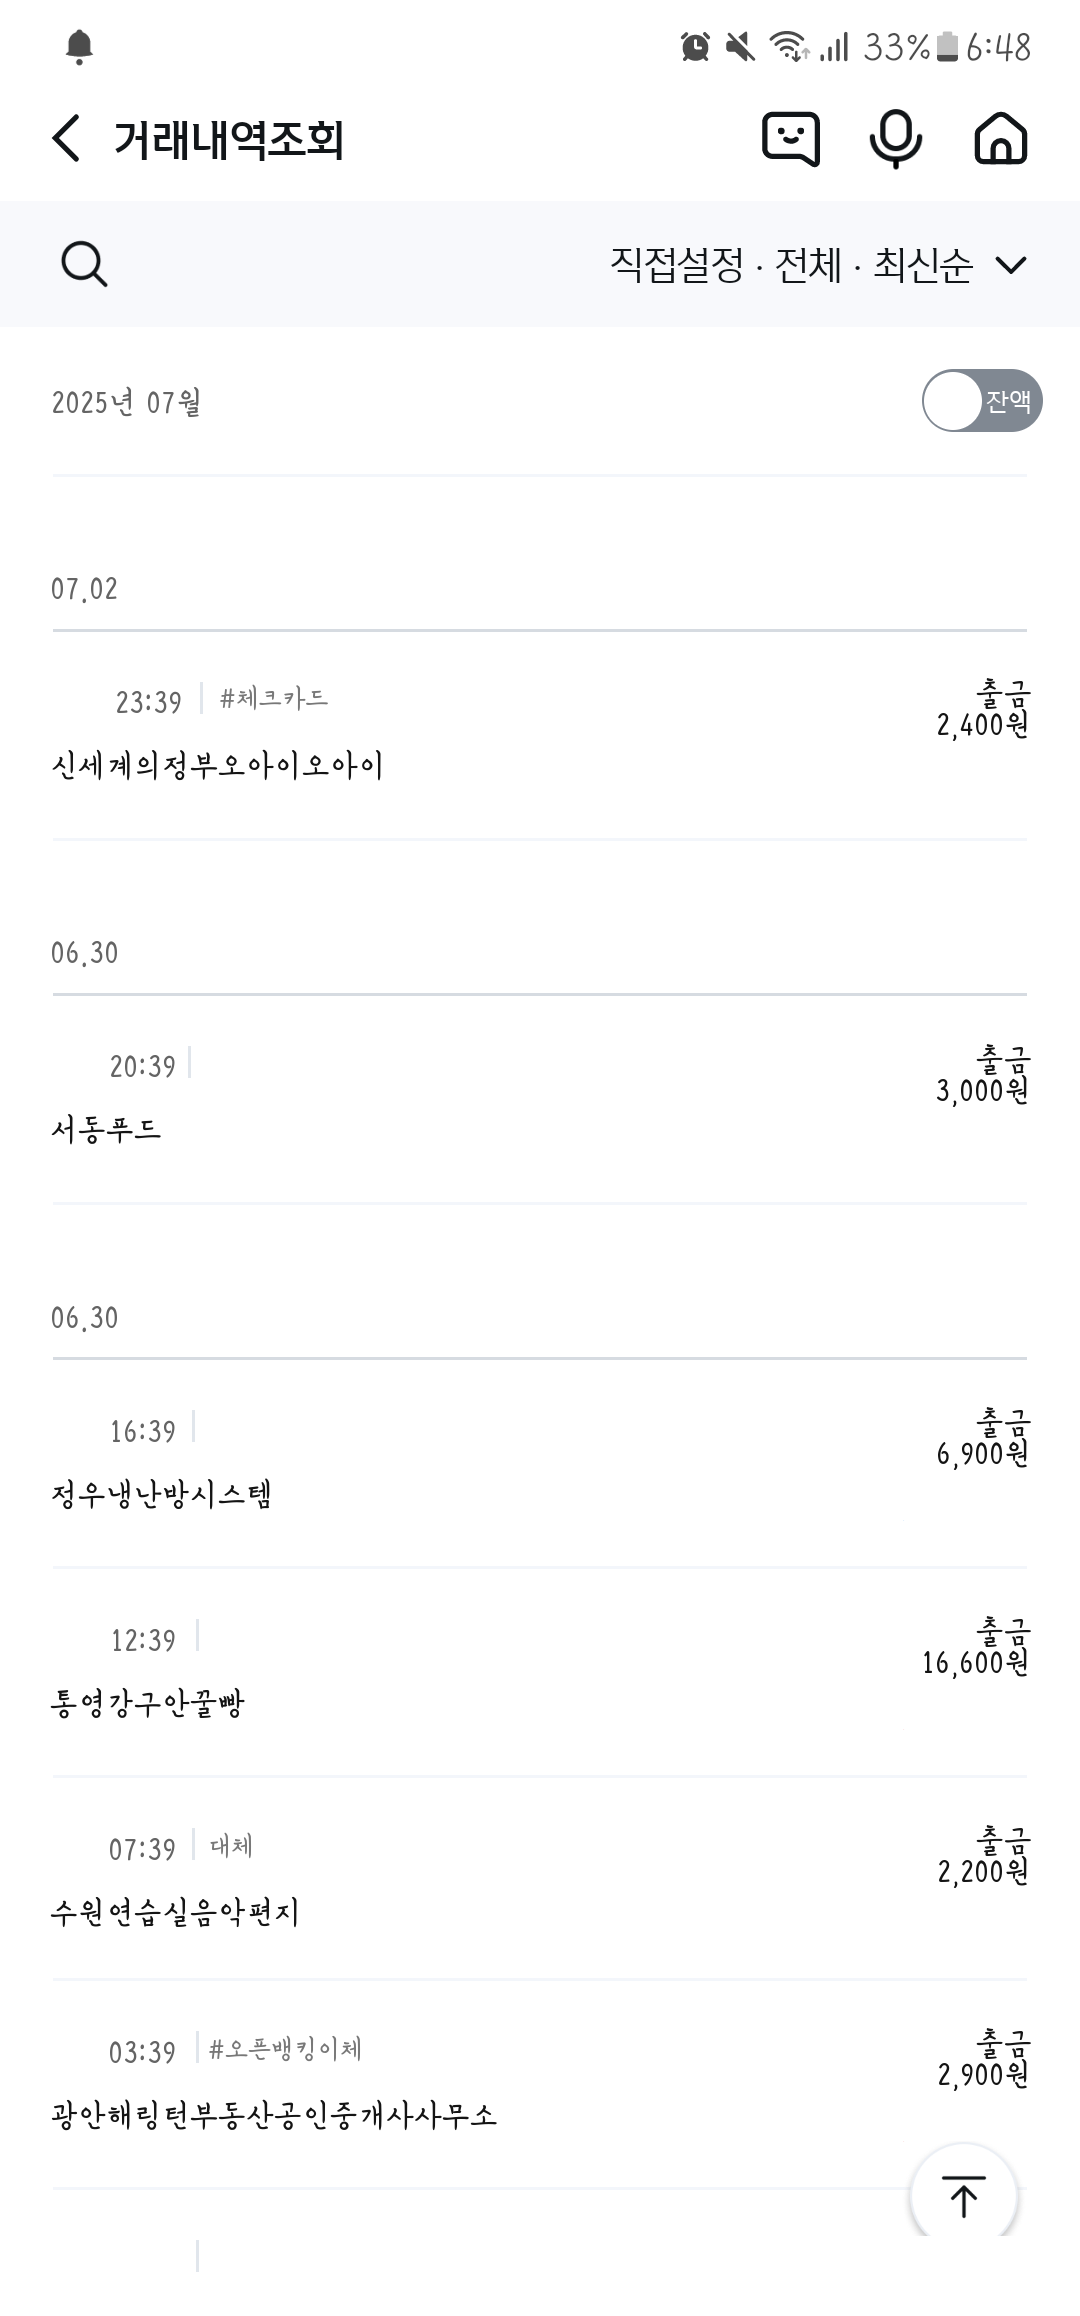 33% 6:48
거래내역조회
직접설정 · 전체 · 최신순
2025년 07월
잔액
07.02
23:39 #체크카드
출금
2,400원
신세계의정부오아이오아이
06.30
20:39
출금
3,000원
서동푸드
06.30
16:39
출금
6,900원
정우냉난방시스템
12:39
출금
16,600원
통영강구안꿀빵
07:39 대체
출금
2,200원
수원연습실음악편지
03:39 #오픈뱅킹이체
출금
2,900원
광안해링턴부동산공인중개사사무소